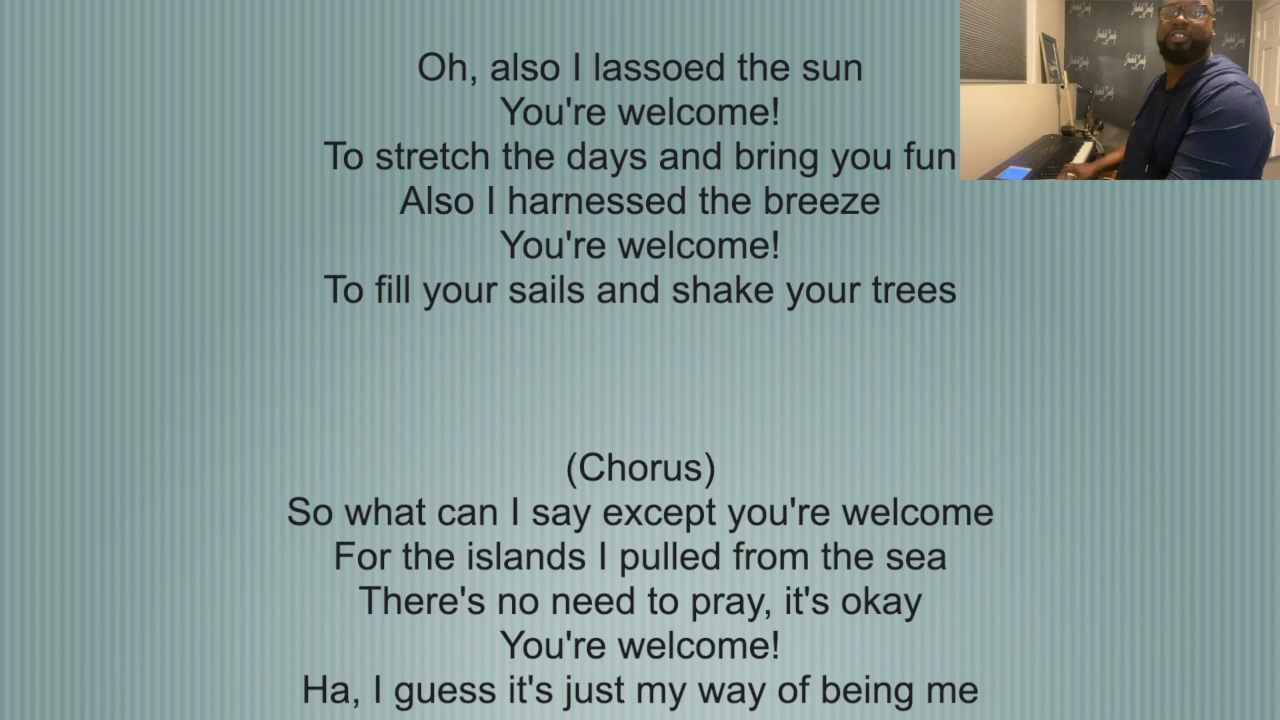 Oh, also I lassoed the sun
You're welcome!
To stretch the days and bring you fun
Also I harnessed the breeze
You're welcome!
To fill your sails and shake your trees
(Chorus)
So what can I say except you're welcome
For the islands I pulled from the sea
There's no need to pray, it's okay
You're welcome!
Ha, I guess it's just my way of being me